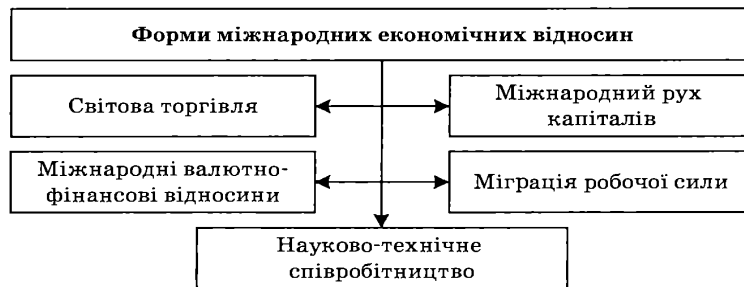 Форми міжнародних економічних відносин
Світова торгівля
Міжнародний рух
капіталів
Міжнародні валютно-
фінансові відносини
Міграція робочої сили
Науково-технічне
співробітництво